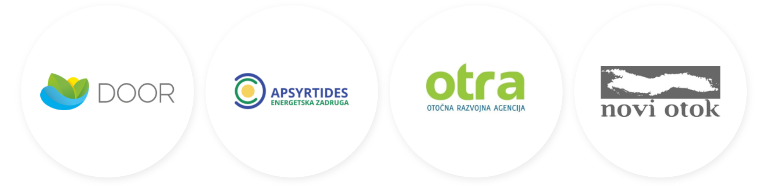 DOOR
APSYRTIDES
ENERGETSKA ZADRUGA
otra
OTOČNA RAZVOJNA AGENCIJA
novi otok